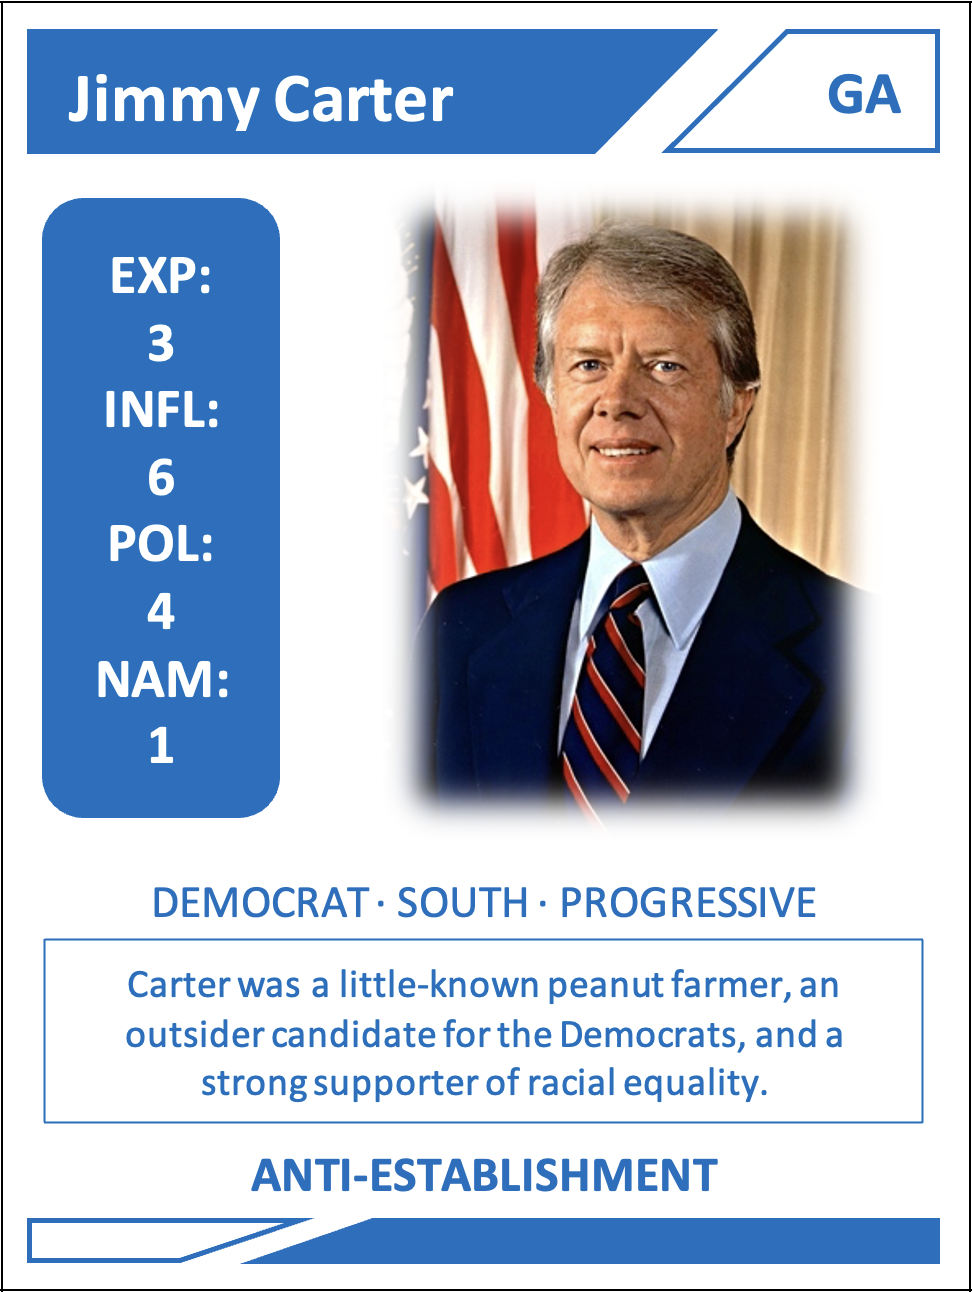 Jimmy Carter
GA
EXP:
3
INFL:
6
POL:
4
NAM:
1
DEMOCRAT · SOUTH · PROGRESSIVE
Carter was a little-known peanut farmer, an
outsider candidate for the Democrats, and a
strong supporter of racial equality.
ANTI-ESTABLISHMENT